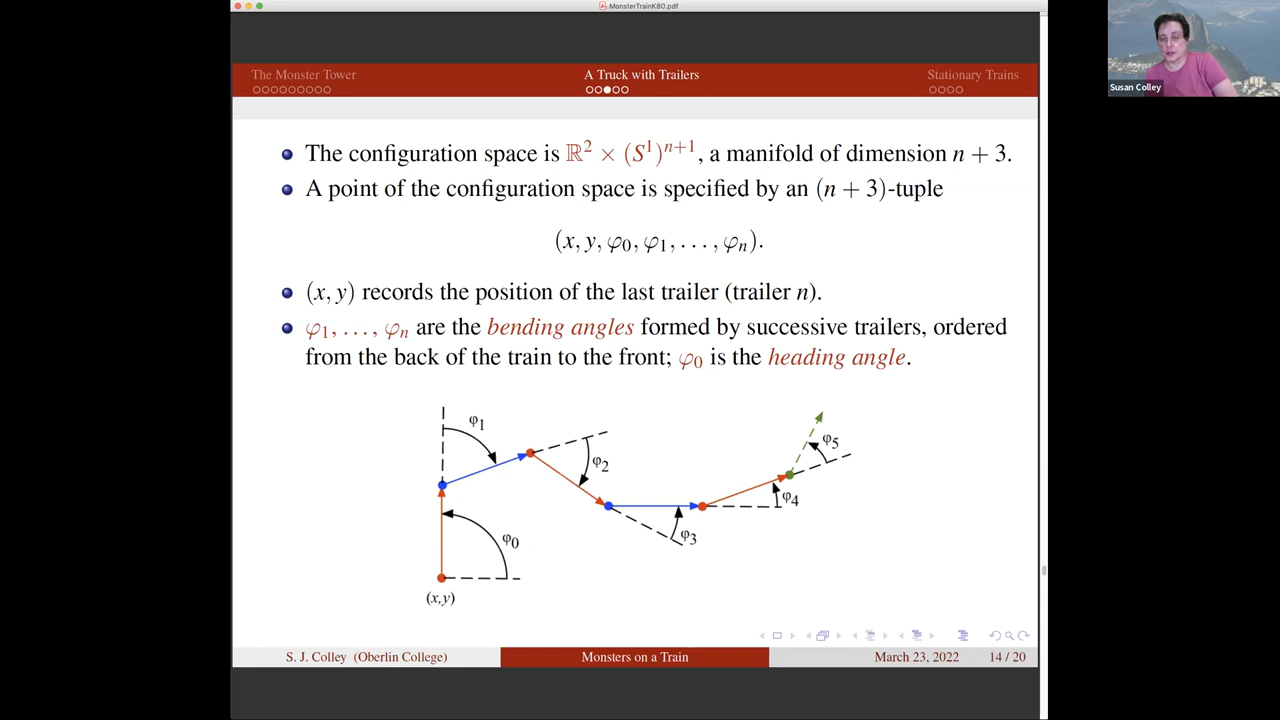 MonsterTrainK80.pdf
The Monster Tower
A Truck with Trailers
Stationary Trains
The configuration space is ℝ² × (S¹)ⁿ⁺¹, a manifold of dimension n + 3.
A point of the configuration space is specified by an (n + 3)-tuple
(x, y, φ₀, φ₁, . . . , φₙ).
(x, y) records the position of the last trailer (trailer n).
φ₁, . . . , φₙ are the bending angles formed by successive trailers, ordered
from the back of the train to the front; φ₀ is the heading angle.
φ₁
φ₂
φ₃
φ₄
φ₅
φ₀
(x,y)
S. J. Colley (Oberlin College)
Monsters on a Train
March 23, 2022
14 / 20
Susan Colley